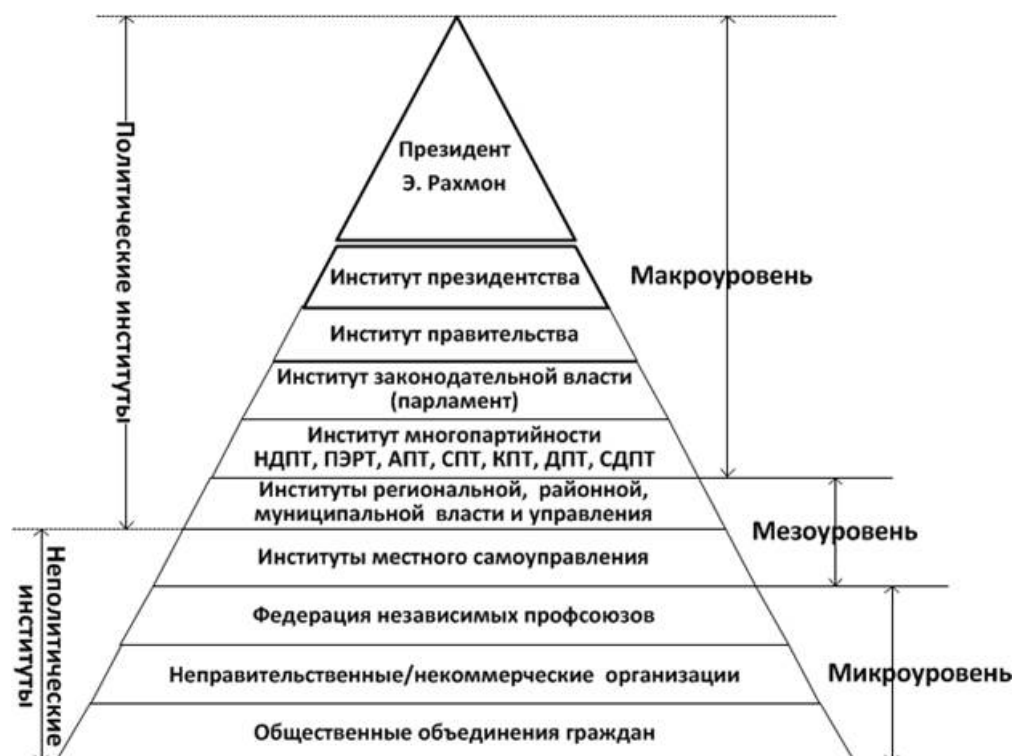 Политические институты
Президент
Э. Рахмон
Институт президентства
Макроуровень
Институт правительства
Институт законодательной власти
(парламент)
Институт многопартийности
НДПТ, ПЭРТ, АПТ, СПТ, КПТ, ДПТ, СДПТ
Институты региональной, районной,
муниципальной власти и управления
Мезоуровень
Неполитические
институты
Институты местного самоуправления
Федерация независимых профсоюзов
Неправительственные/некоммерческие организации
Микроуровень
Общественные объединения граждан